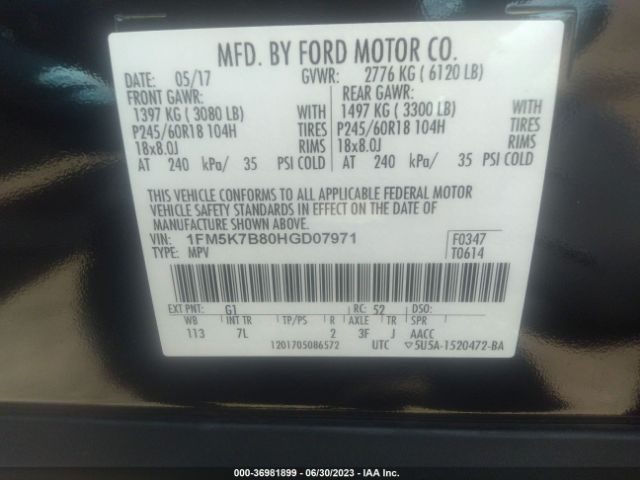 MFD. BY FORD MOTOR CO.
DATE: 05/17 GVWR: 2776 KG ( 6120 LB)
FRONT GAWR: REAR GAWR:
1397 KG ( 3080 LB) WITH 1497 KG ( 3300 LB) WITH
P245/60R18 104H TIRES P245/60R18 104H TIRES
18x8.0J RIMS 18x8.0J RIMS
AT 240 kPa/ 35 PSI COLD AT 240 kPa/ 35 PSI COLD
THIS VEHICLE CONFORMS TO ALL APPLICABLE FEDERAL MOTOR
VEHICLE SAFETY STANDARDS IN EFFECT ON THE DATE OF
MANUFACTURE SHOWN ABOVE.
VIN: 1FM5K7B80HGD07971 F0347
TYPE: MPV T0614
EXT PNT: G1 RC: 52 DSO:
WB INT TR TP/PS R AXLE TR SPR
113 7L 2 3F J AACC
1201705086572 UTC ▽5U5A-1520472-BA
000-36981899 - 06/30/2023 - IAA Inc.